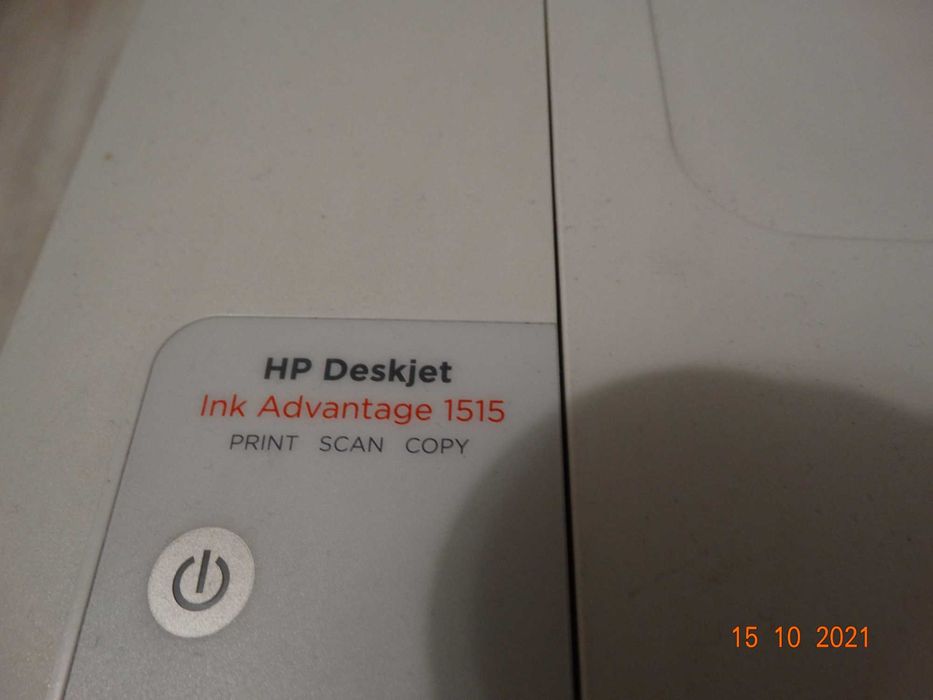 HP Deskjet
Ink Advantage 1515
PRINT SCAN COPY
15 10 2021